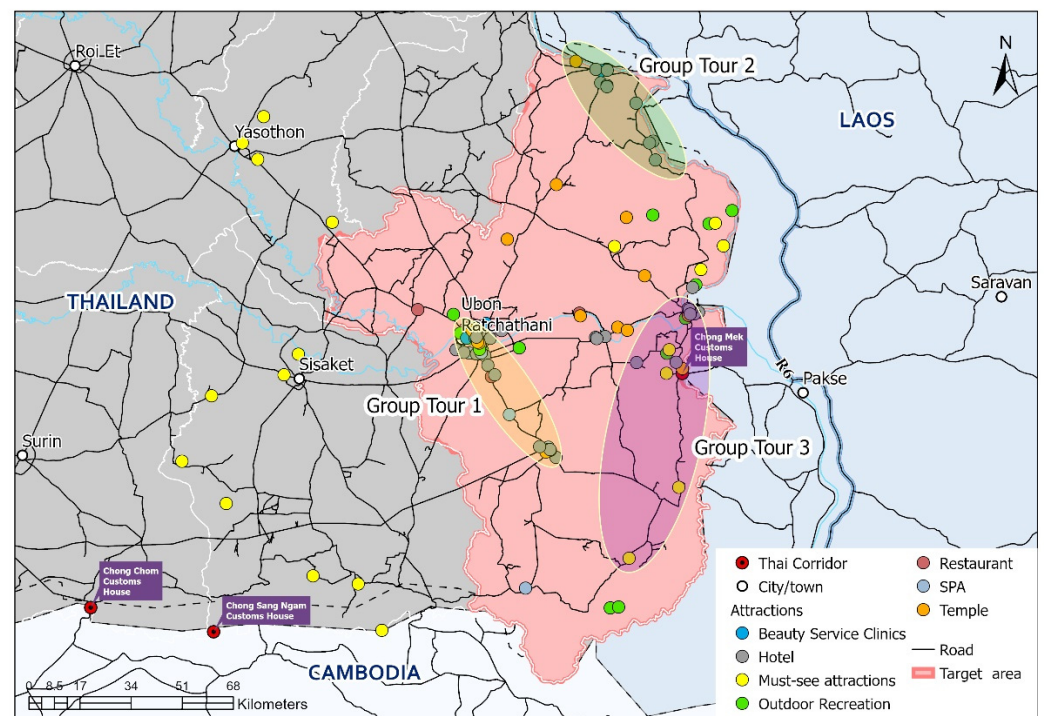 Roi Et
Group Tour 2
N
LAOS
Yasothon
THAILAND
Ubon
Ratchathani
Saravan
Chong Mek
Customs
House
Sisaket
R6
Pakse
Group Tour 1
Surin
Group Tour 3
Chong Chom
Customs
House
Chong Sang Ngam
Customs House
CAMBODIA
0 8.5 17 34 51 68
Kilometers
Thai Corridor
City/town
Attractions
Beauty Service Clinics
Hotel
Must-see attractions
Outdoor Recreation
Restaurant
SPA
Temple
Road
Target area